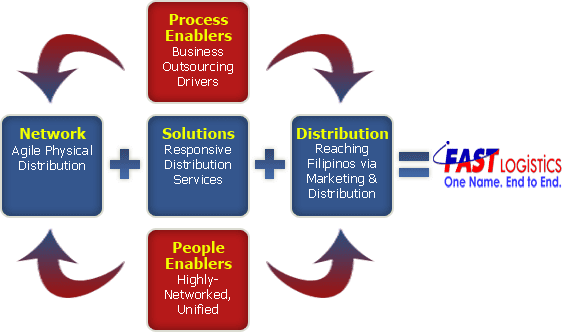 Process
Enablers
Business
Outsourcing
Drivers
Network
Agile Physical
Distribution
+
Solutions
Responsive
Distribution
Services
+
Distribution
Reaching
Filipinos via
Marketing &
Distribution
=
FAST LOGISTICS
One Name. End to End.
People
Enablers
Highly-
Networked,
Unified